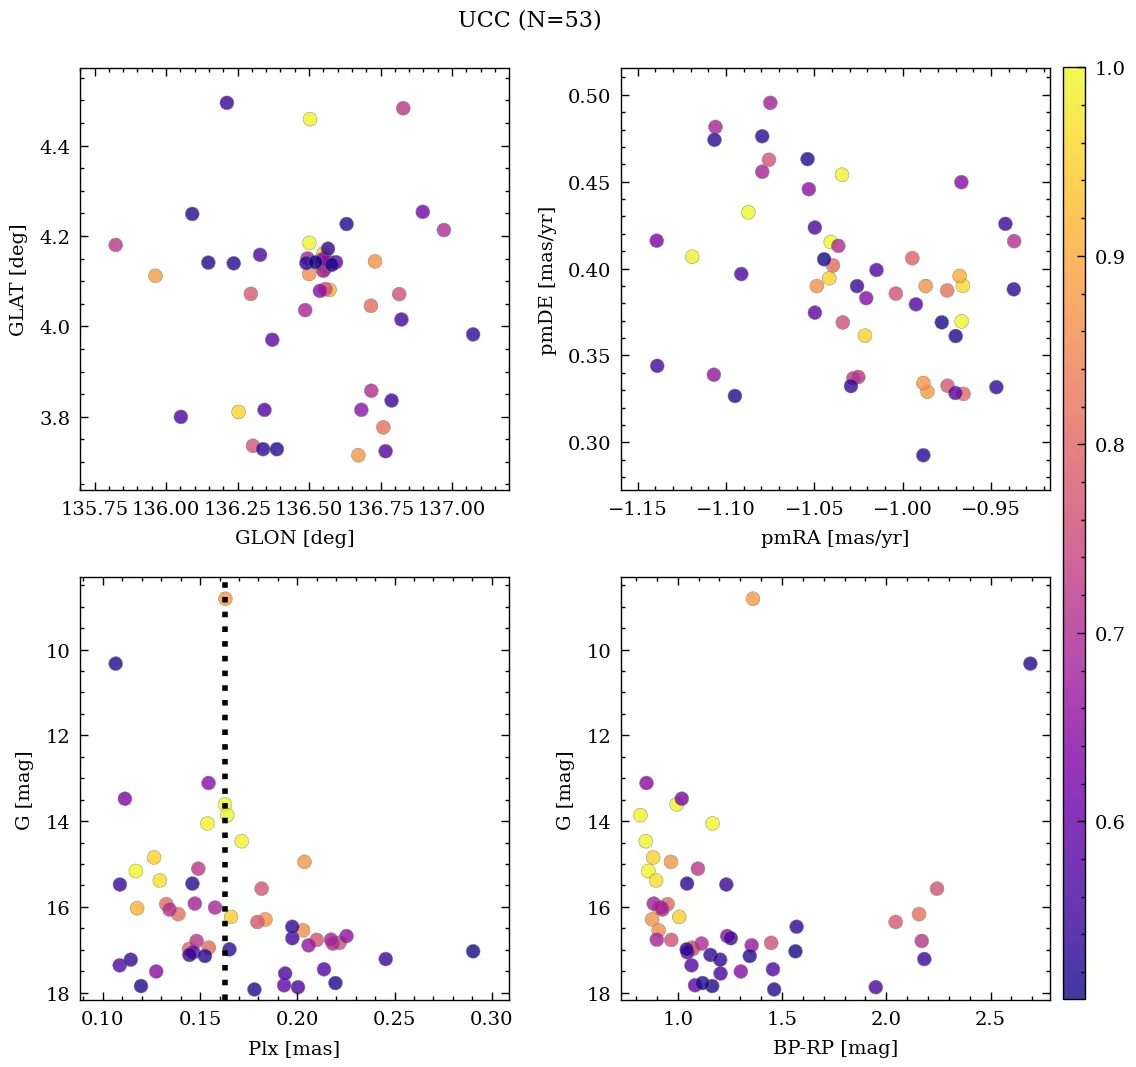 UCC (N=53)
4.4
4.2
4.0
3.8
GLAT [deg]
135.75 136.00 136.25 136.50 136.75 137.00
GLON [deg]
0.50
0.45
0.40
0.35
0.30
pmDE [mas/yr]
−1.15 −1.10 −1.05 −1.00 −0.95
pmRA [mas/yr]
1.0
0.9
0.8
0.7
0.6
10
12
14
16
18
G [mag]
0.10 0.15 0.20 0.25 0.30
Plx [mas]
10
12
14
16
18
G [mag]
1.0 1.5 2.0 2.5
BP-RP [mag]